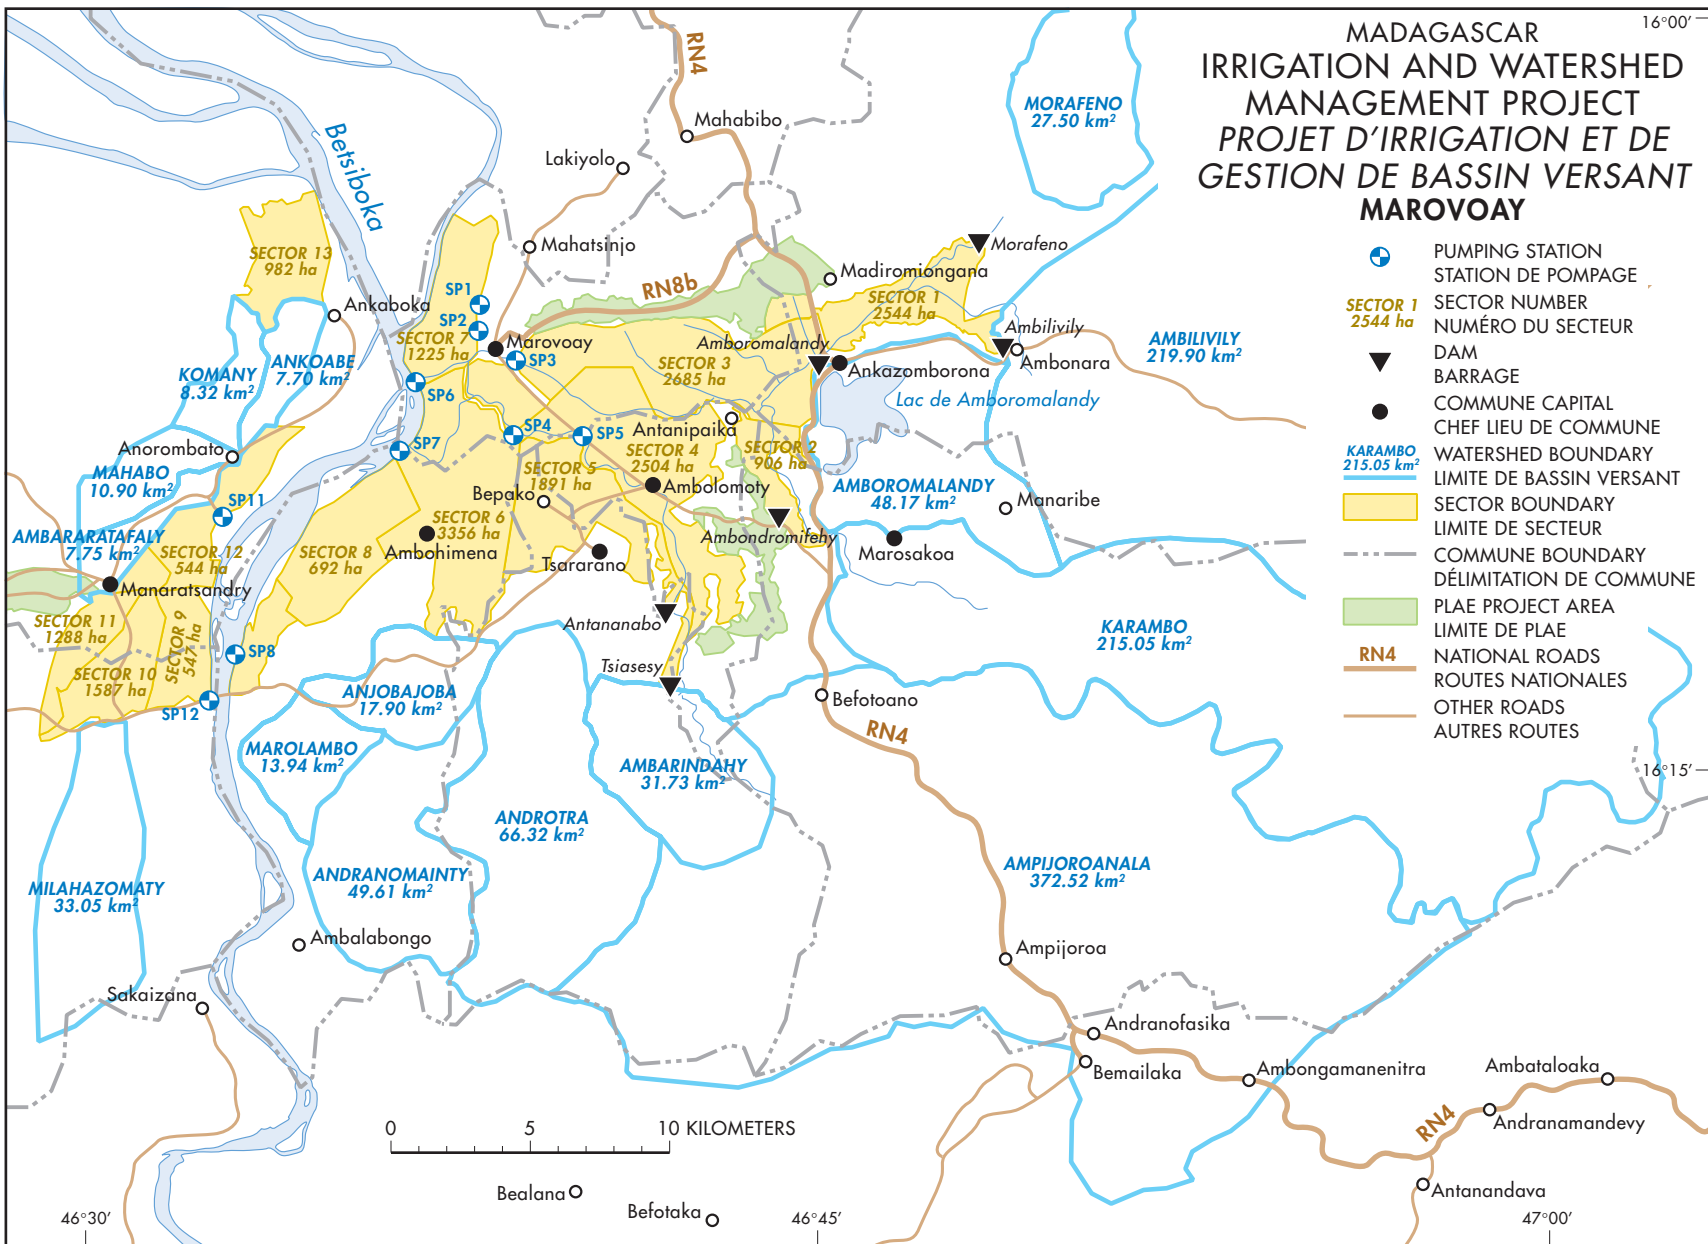 MADAGASCAR
IRRIGATION AND WATERSHED
MANAGEMENT PROJECT
PROJET D'IRRIGATION ET DE
GESTION DE BASSIN VERSANT
MAROVOAY
PUMPING STATION
STATION DE POMPAGE
SECTOR 1
2544 ha
SECTOR NUMBER
NUMÉRO DU SECTEUR
DAM
BARRAGE
COMMUNE CAPITAL
CHEF LIEU DE COMMUNE
KARAMBO
215.05 km²
WATERSHED BOUNDARY
LIMITE DE BASSIN VERSANT
SECTOR BOUNDARY
LIMITE DE SECTEUR
COMMUNE BOUNDARY
DÉLIMITATION DE COMMUNE
PLAE PROJECT AREA
LIMITE DE PLAE
RN4
NATIONAL ROADS
ROUTES NATIONALES
OTHER ROADS
AUTRES ROUTES
16°00′
16°15′
46°30′
46°45′
47°00′
RN4
Mahabibo
Lakiyolo
Betsiboka
Mahatsinjo
MORAFENO
27.50 km²
Morafeno
Madiromiongana
RN8b
SECTOR 13
982 ha
SP1
SP2
SECTOR 7
1225 ha
Marovoay
SP3
Ankaboka
ANKOABE
7.70 km²
KOMANY
8.32 km²
SP6
SECTOR 1
2544 ha
Ambilivily
Ambonara
AMBILIVILY
219.90 km²
Amboromalandy
Ankazomborona
SECTOR 3
2685 ha
Lac de Amboromalandy
Antanipaika
Anorombato
MAHABO
10.90 km²
SP7
SP4
SP5
SECTOR 4
2504 ha
SECTOR 2
906 ha
SECTOR 5
1891 ha
Bepako
Ambolomoty
AMBOROMALANDY
48.17 km²
Manaribe
SP11
AMBARARATAFALY
7.75 km²
SECTOR 12
544 ha
SECTOR 8
692 ha
SECTOR 6
3356 ha
Ambohimena
Tsararano
Ambondromifehy
Marosakoa
Manaratsandry
SECTOR 11
1288 ha
SECTOR 9
547 ha
SECTOR 10
1587 ha
SP8
SP12
Antananabo
Tsiasesy
KARAMBO
215.05 km²
Befotoano
RN4
ANJOBAJOBA
17.90 km²
MAROLAMBO
13.94 km²
AMBARINDAHY
31.73 km²
ANDROTRA
66.32 km²
ANDRANOMAINTY
49.61 km²
MILAHAZOMATY
33.05 km²
AMPIJOROANALA
372.52 km²
Ambalabongo
Sakaizana
Ampijoroa
Andranofasika
Bemailaka
Ambongamanenitra
Ambataloaka
RN4
Andranamandevy
Antanandava
0
5
10 KILOMETERS
Bealana
Befotaka